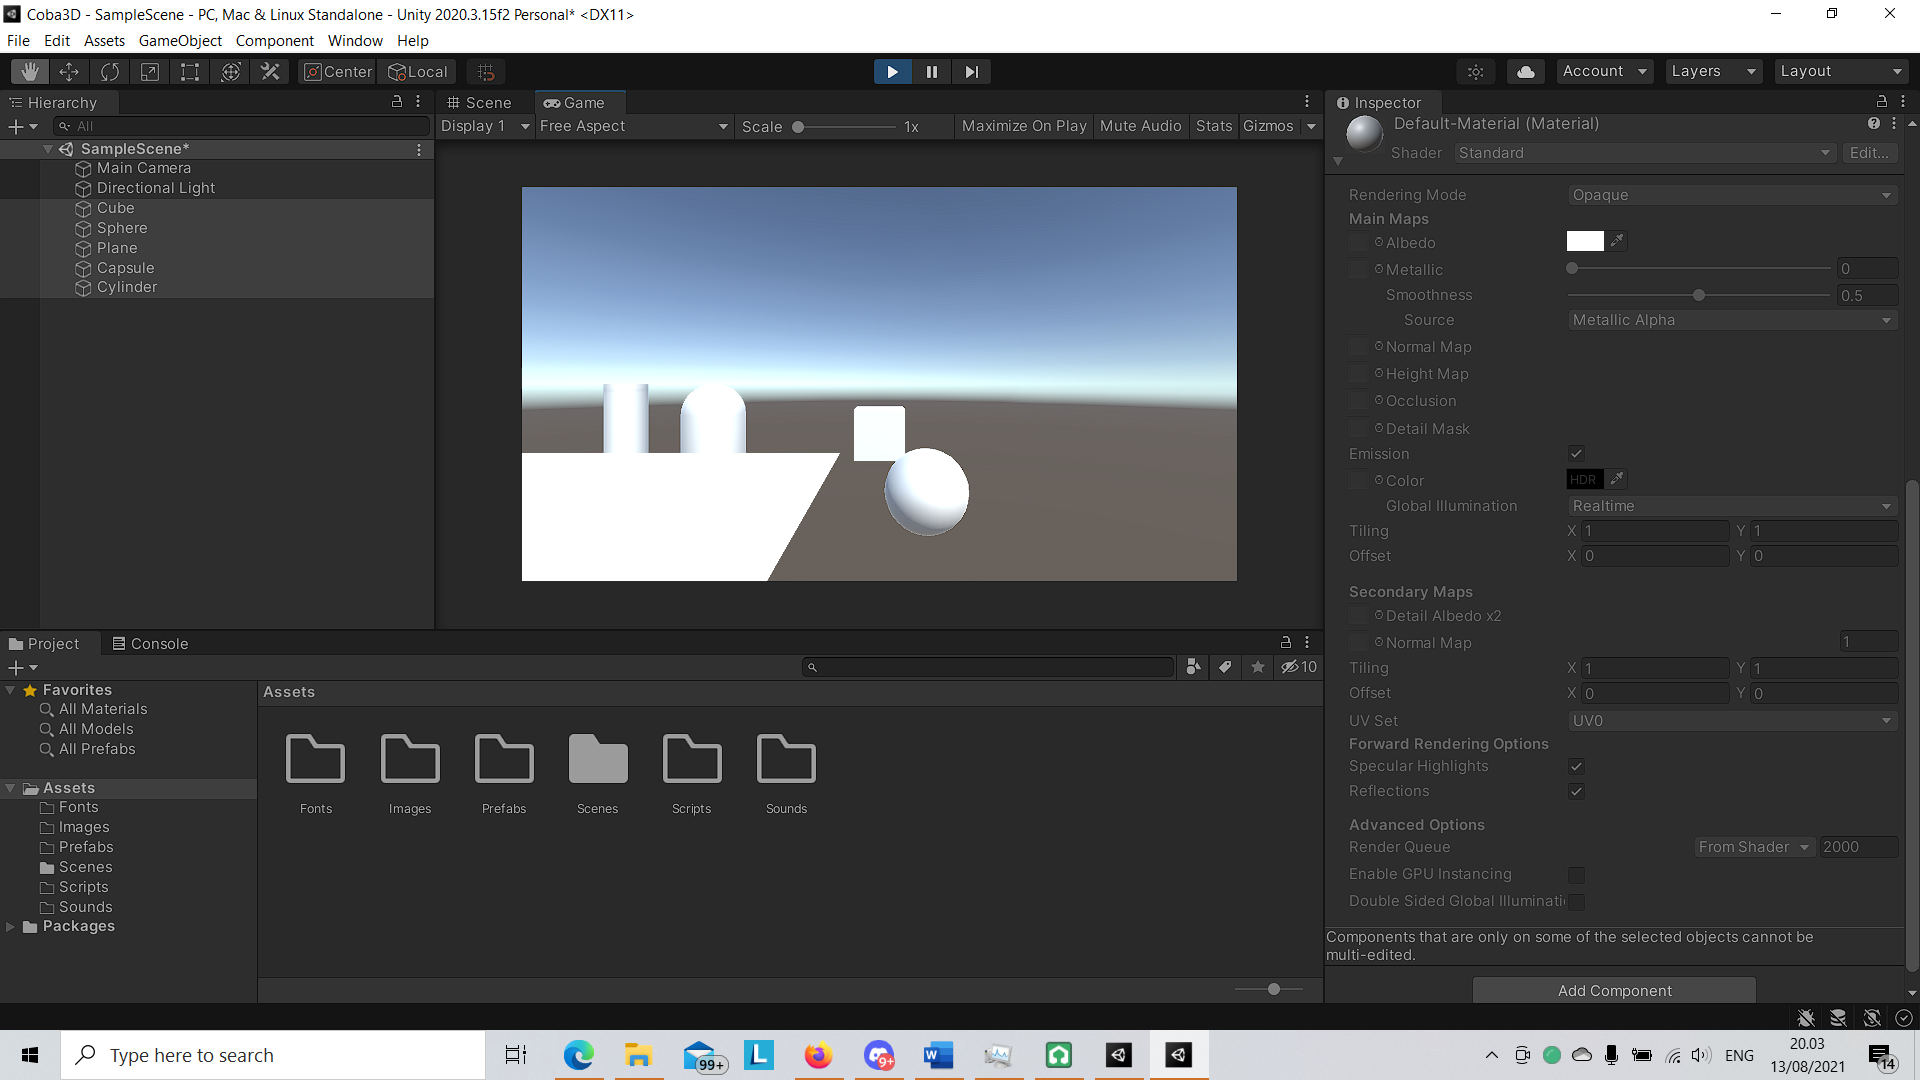 Coba3D - SampleScene - PC, Mac & Linux Standalone - Unity 2020.3.15f2 Personal* <DX11>
File Edit Assets GameObject Component Window Help
Center Local
Account Layers Layout
Hierarchy
All
SampleScene*
Main Camera
Directional Light
Cube
Sphere
Plane
Capsule
Cylinder
Scene Game
Display 1 Free Aspect Scale 1x Maximize On Play Mute Audio Stats Gizmos
Inspector
Default-Material (Material)
Shader Standard Edit...
Rendering Mode Opaque
Main Maps
Albedo
Metallic 0
Smoothness 0.5
Source Metallic Alpha
Normal Map
Height Map
Occlusion
Detail Mask
Emission
Color HDR
Global Illumination Realtime
Tiling X 1 Y 1
Offset X 0 Y 0
Secondary Maps
Detail Albedo x2
Normal Map 1
Tiling X 1 Y 1
Offset X 0 Y 0
UV Set UV0
Forward Rendering Options
Specular Highlights
Reflections
Advanced Options
Render Queue From Shader 2000
Enable GPU Instancing
Double Sided Global Illuminati
Components that are only on some of the selected objects cannot be
multi-edited.
Add Component
Project Console
10
Favorites
All Materials
All Models
All Prefabs
Assets
Fonts
Images
Prefabs
Scenes
Scripts
Sounds
Packages
Assets
Fonts Images Prefabs Scenes Scripts Sounds
Type here to search
99+
L
9+
W
ENG
20.03
13/08/2021
14